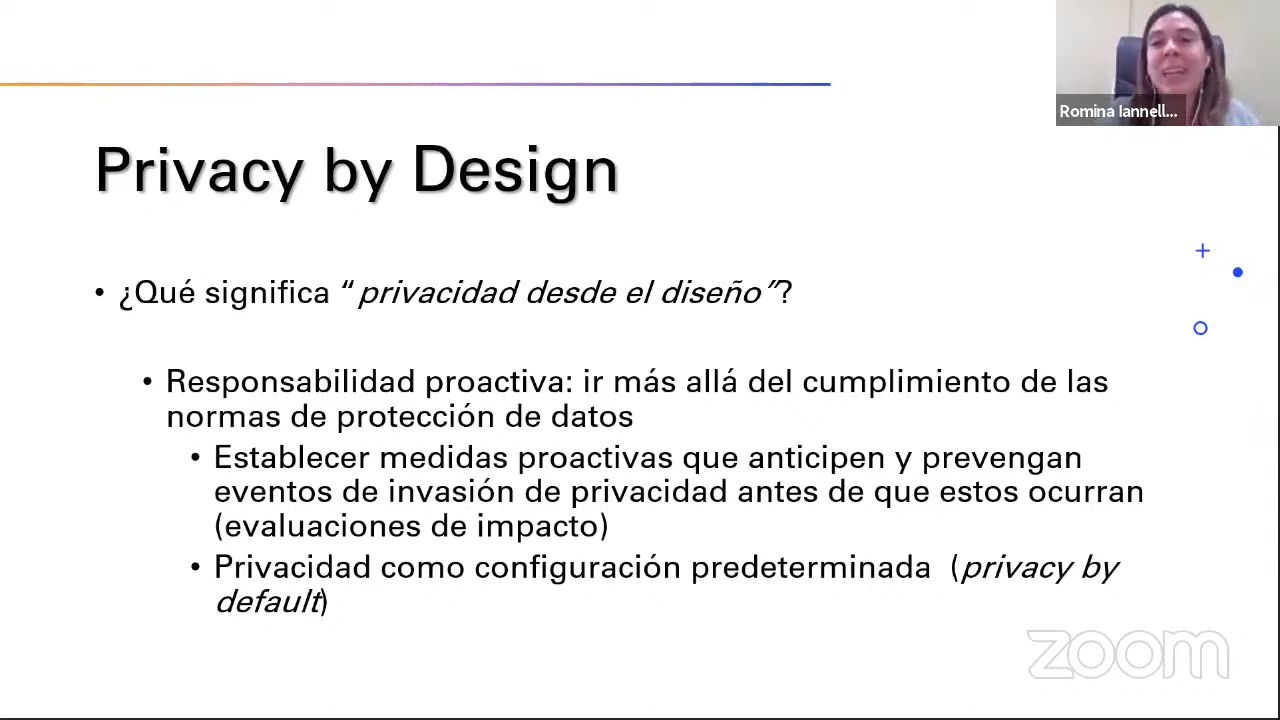 Romina Iannell...
Privacy by Design
• ¿Qué significa “privacidad desde el diseño”?
• Responsabilidad proactiva: ir más allá del cumplimiento de las
normas de protección de datos
• Establecer medidas proactivas que anticipen y prevengan
eventos de invasión de privacidad antes de que estos ocurran
(evaluaciones de impacto)
• Privacidad como configuración predeterminada (privacy by
default)
zoom